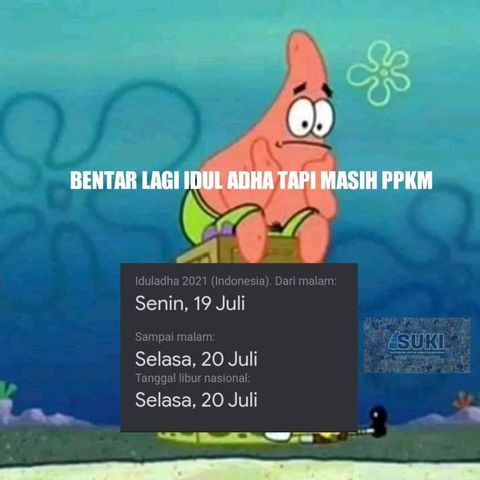 BENTAR LAGI IDUL ADHA TAPI MASIH PPKM
Iduladha 2021 (Indonesia). Dari malam:
Senin, 19 Juli
Sampai malam:
Selasa, 20 Juli
Tanggal libur nasional:
Selasa, 20 Juli
SUKI